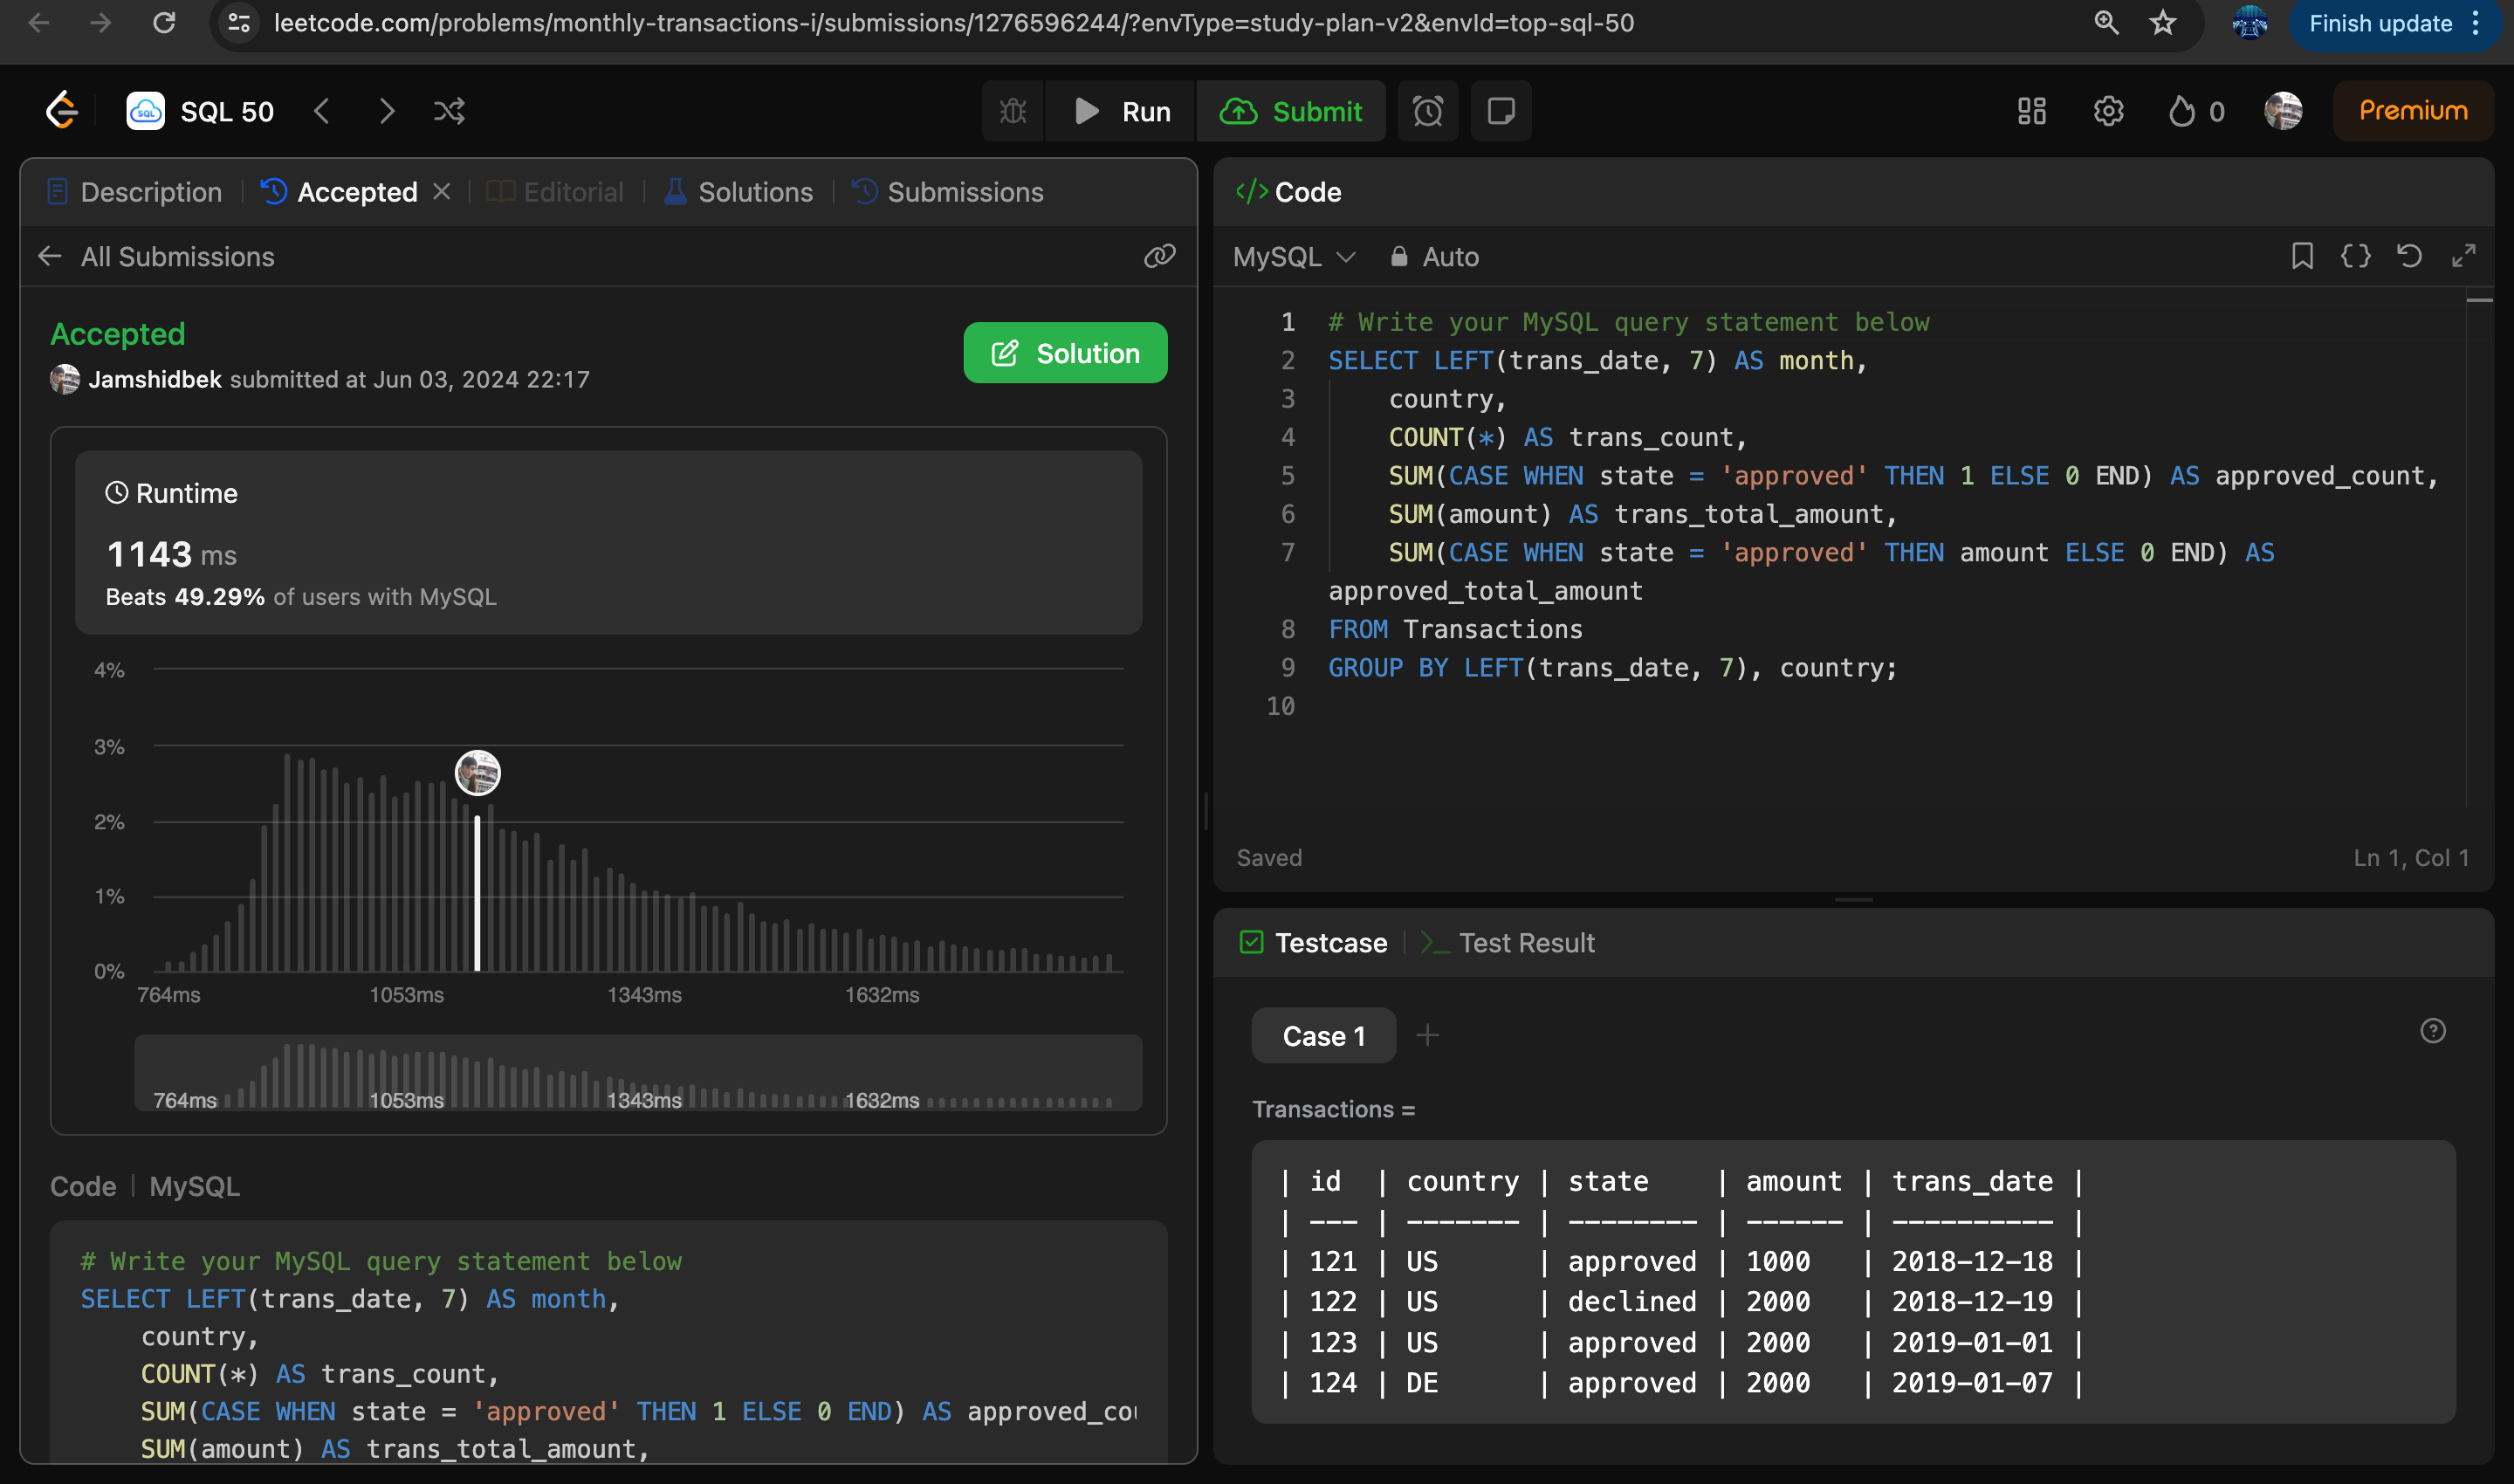 leetcode.com/problems/monthly-transactions-i/submissions/1276596244/?envType=study-plan-v2&envId=top-sql-50
Finish update
SQL
SQL 50
Run
Submit
0
Premium
Description
Accepted
Editorial
Solutions
Submissions
All Submissions
Accepted
Jamshidbek submitted at Jun 03, 2024 22:17
Solution
Runtime
1143 ms
Beats 49.29% of users with MySQL
4%
3%
2%
1%
0%
764ms 1053ms 1343ms 1632ms
764ms 1053ms 1343ms 1632ms
Code | MySQL
# Write your MySQL query statement below
SELECT LEFT(trans_date, 7) AS month,
country,
COUNT(*) AS trans_count,
SUM(CASE WHEN state = 'approved' THEN 1 ELSE 0 END) AS approved_cou
SUM(amount) AS trans_total_amount,
</> Code
MySQL
Auto
1 # Write your MySQL query statement below
2 SELECT LEFT(trans_date, 7) AS month,
3 country,
4 COUNT(*) AS trans_count,
5 SUM(CASE WHEN state = 'approved' THEN 1 ELSE 0 END) AS approved_count,
6 SUM(amount) AS trans_total_amount,
7 SUM(CASE WHEN state = 'approved' THEN amount ELSE 0 END) AS
approved_total_amount
8 FROM Transactions
9 GROUP BY LEFT(trans_date, 7), country;
10
Saved
Ln 1, Col 1
Testcase
Test Result
Case 1
Transactions =
| id | country | state | amount | trans_date |
| --- | ------- | -------- | ------ | ---------- |
| 121 | US | approved | 1000 | 2018-12-18 |
| 122 | US | declined | 2000 | 2018-12-19 |
| 123 | US | approved | 2000 | 2019-01-01 |
| 124 | DE | approved | 2000 | 2019-01-07 |